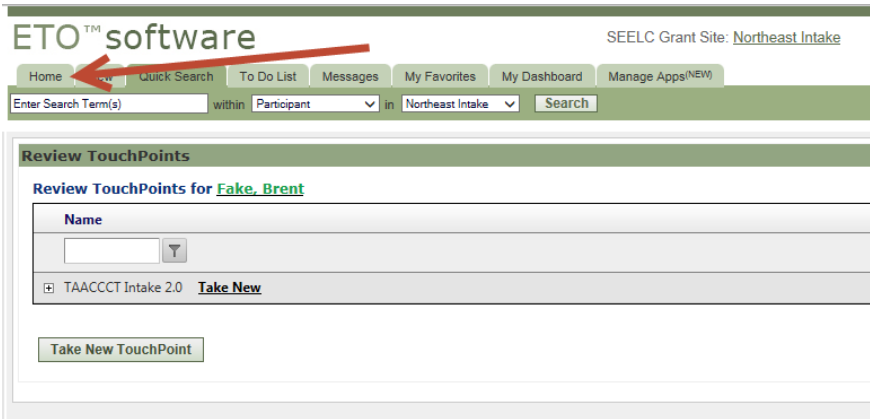 ETO™software
SEELC Grant Site: Northeast Intake
Home Quick Search To Do List Messages My Favorites My Dashboard Manage Apps(NEW)
Enter Search Term(s) within Participant in Northeast Intake Search
Review TouchPoints
Review TouchPoints for Fake, Brent
Name
TAACCCT Intake 2.0 Take New
Take New TouchPoint